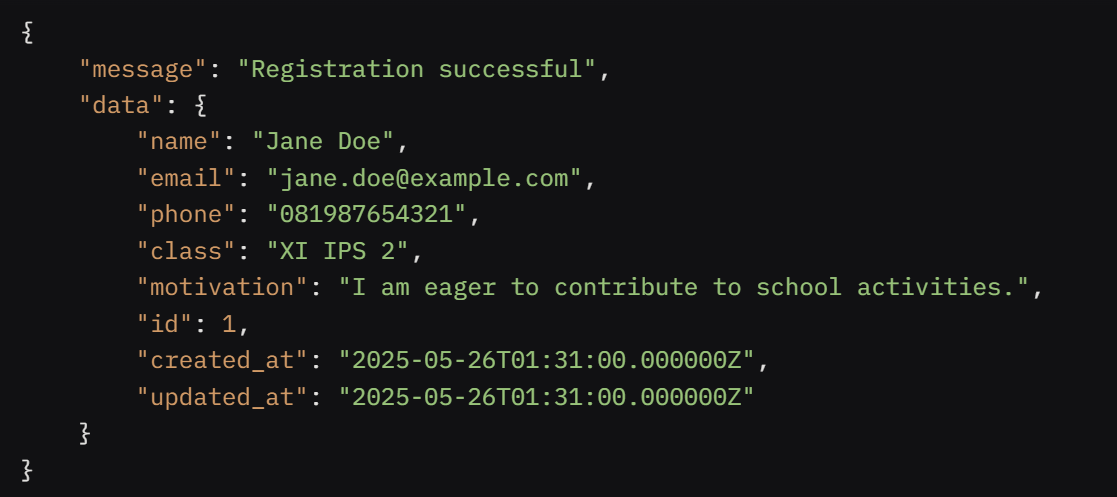 {
    "message": "Registration successful",
    "data": {
        "name": "Jane Doe",
        "email": "jane.doe@example.com",
        "phone": "081987654321",
        "class": "XI IPS 2",
        "motivation": "I am eager to contribute to school activities.",
        "id": 1,
        "created_at": "2025-05-26T01:31:00.000000Z",
        "updated_at": "2025-05-26T01:31:00.000000Z"
    }
}